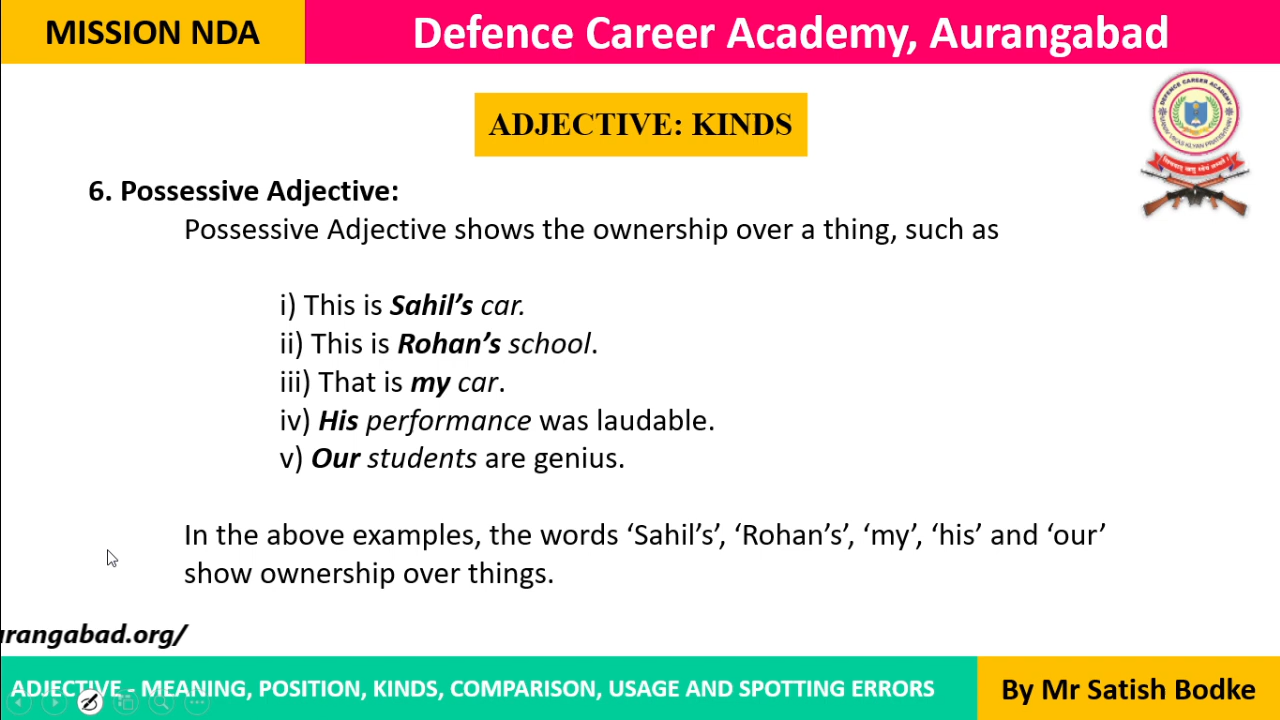 MISSION NDA
Defence Career Academy, Aurangabad
DEFENCE CAREER ACADEMY
ADJECTIVE: KINDS
6. Possessive Adjective:
Possessive Adjective shows the ownership over a thing, such as
i) This is Sahil’s car.
ii) This is Rohan’s school.
iii) That is my car.
iv) His performance was laudable.
v) Our students are genius.
In the above examples, the words ‘Sahil’s’, ‘Rohan’s’, ‘my’, ‘his’ and ‘our’
show ownership over things.
urangabad.org/
ADJECTIVE - MEANING, POSITION, KINDS, COMPARISON, USAGE AND SPOTTING ERRORS
By Mr Satish Bodke